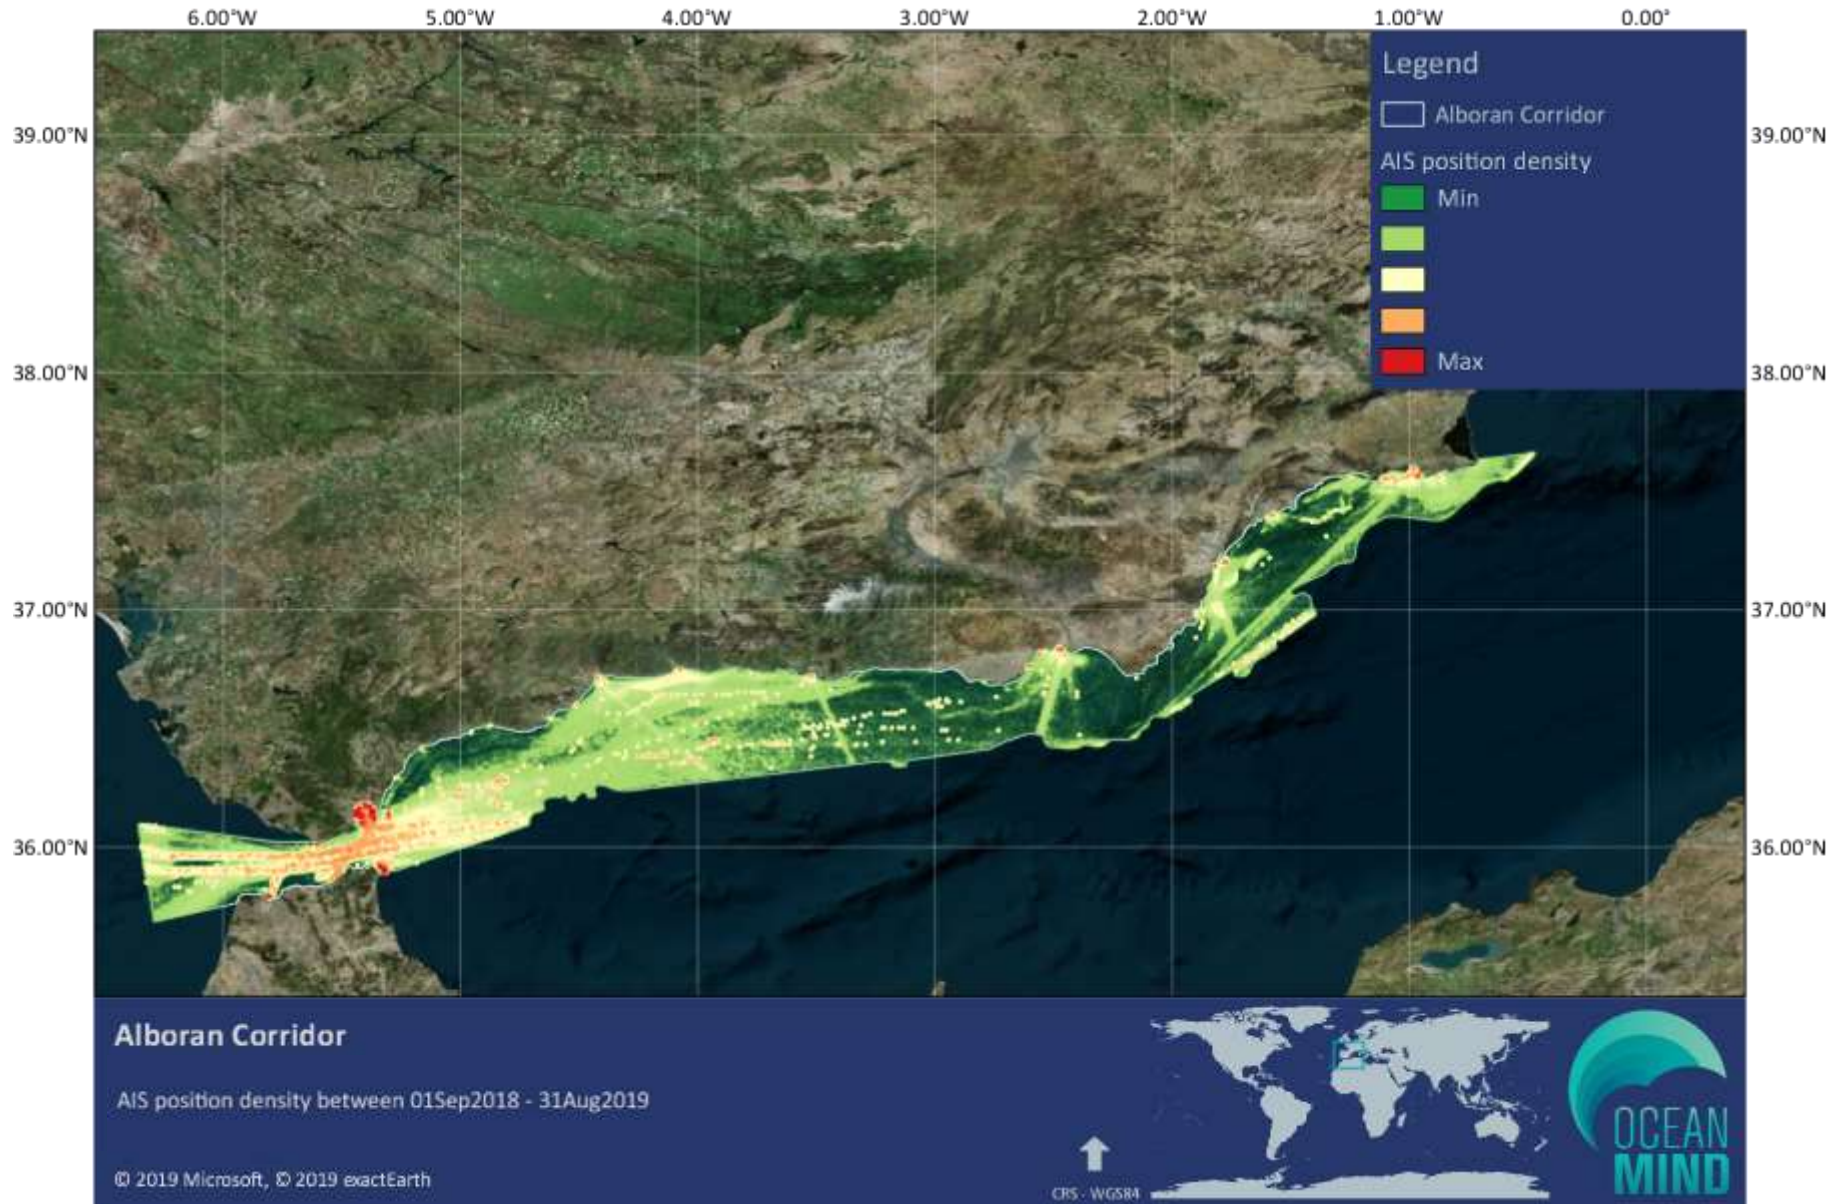 6.00°W 5.00°W 4.00°W 3.00°W 2.00°W 1.00°W 0.00°
Legend
Alboran Corridor
39.00°N 39.00°N
AIS position density
Min
Max
38.00°N 38.00°N
37.00°N 37.00°N
36.00°N 36.00°N
Alboran Corridor
AIS position density between 01Sep2018 - 31Aug2019
© 2019 Microsoft, © 2019 exactEarth
CRS - WGS84
OCEAN
MIND